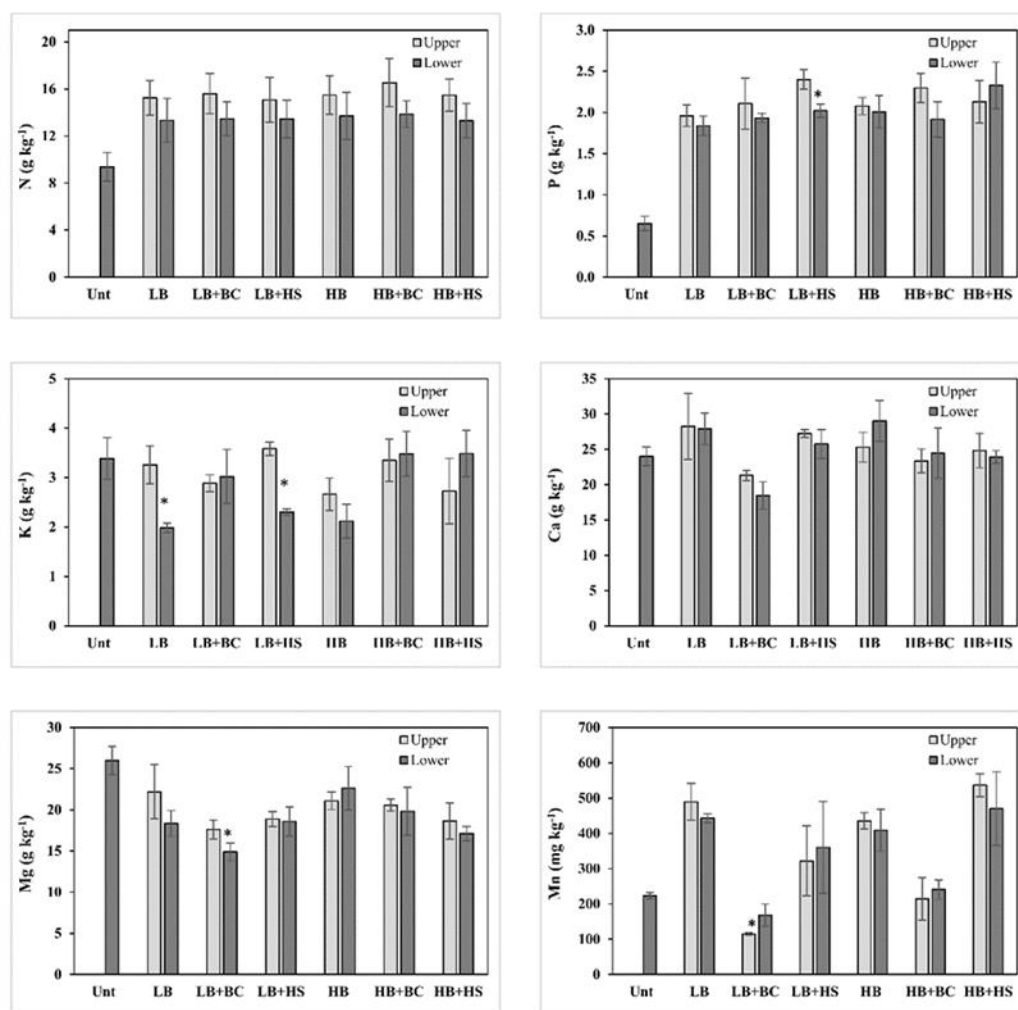 20
16
12
8
4
0
N (g kg⁻¹)
Upper
Lower
Unt LB LB+BC LB+HS HB HB+BC HB+HS
3.0
2.5
2.0
1.5
1.0
0.5
0.0
P (g kg⁻¹)
Upper
Lower
*
Unt LB LB+BC LB+HS HB HB+BC HB+HS
5
4
3
2
1
0
K (g kg⁻¹)
Upper
Lower
* *
Unt LB LB+BC LB+HS HB HB+BC HB+HS
35
30
25
20
15
10
5
0
Ca (g kg⁻¹)
Upper
Lower
Unt LB LB+BC LB+HS HB HB+BC HB+HS
30
25
20
15
10
5
0
Mg (g kg⁻¹)
Upper
Lower
*
Unt LB LB+BC LB+HS HB HB+BC HB+HS
700
600
500
400
300
200
100
0
Mn (mg kg⁻¹)
Upper
Lower
*
Unt LB LB+BC LB+HS HB HB+BC HB+HS